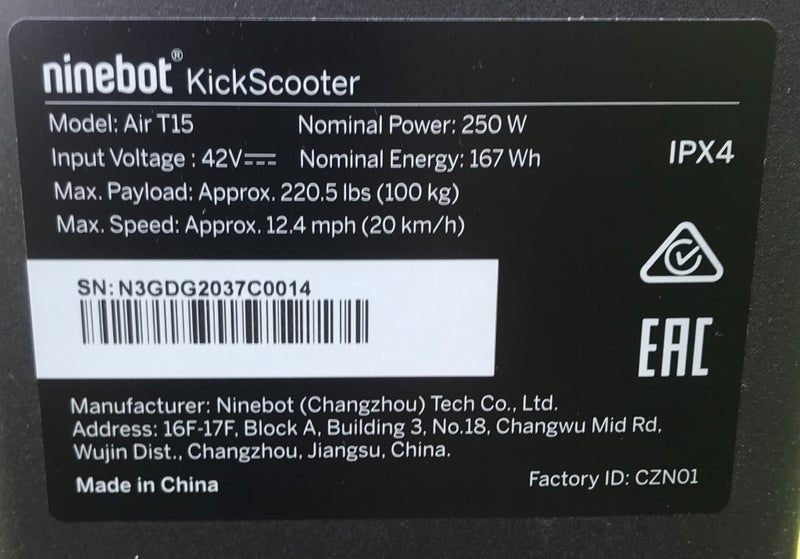 ninebot® KickScooter
Model: Air T15 Nominal Power: 250 W
Input Voltage : 42V⎓ Nominal Energy: 167 Wh
IPX4
Max. Payload: Approx. 220.5 lbs (100 kg)
Max. Speed: Approx. 12.4 mph (20 km/h)
SN: N3GDG2037C0014
EAC
Manufacturer: Ninebot (Changzhou) Tech Co., Ltd.
Address: 16F-17F, Block A, Building 3, No.18, Changwu Mid Rd,
Wujin Dist., Changzhou, Jiangsu, China.
Made in China
Factory ID: CZN01